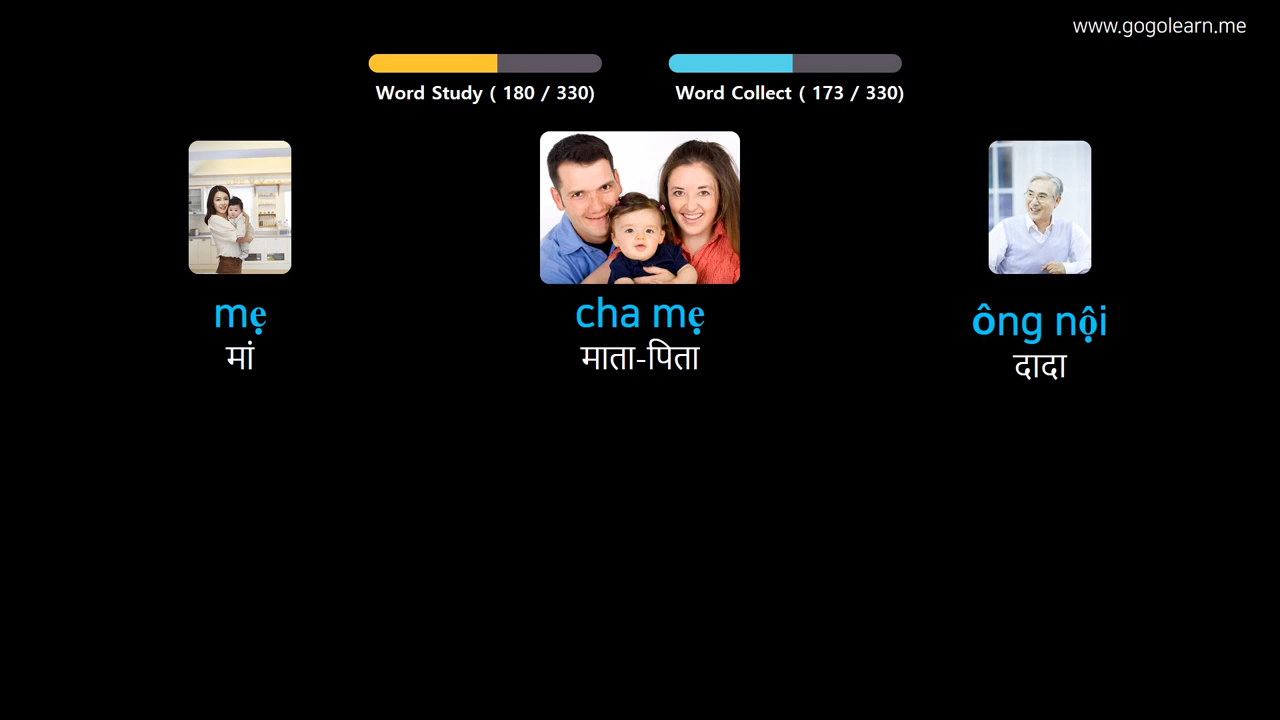 www.gogolearn.me
Word Study ( 180 / 330)
Word Collect ( 173 / 330)
mẹ
मां
cha mẹ
माता-पिता
ông nội
दादा